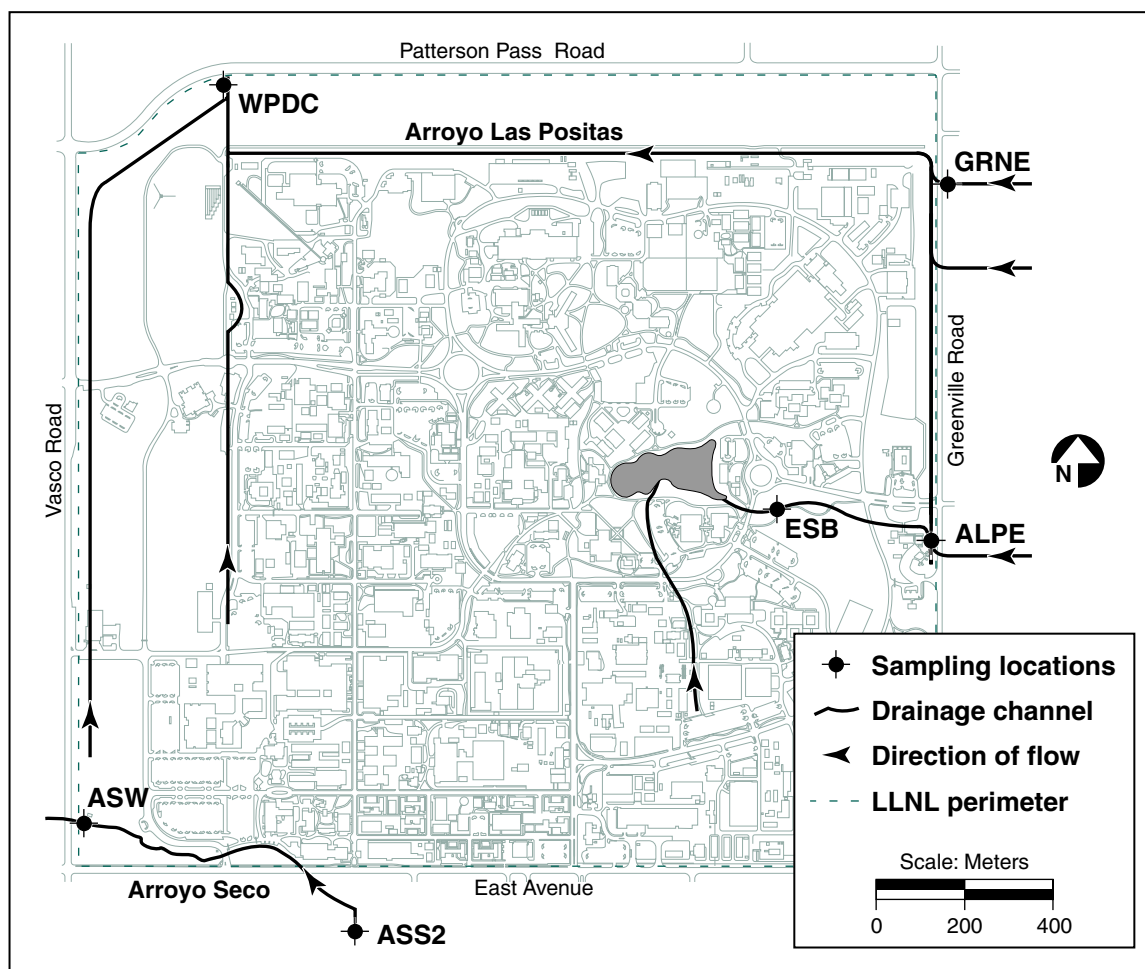 Patterson Pass Road
WPDC
Arroyo Las Positas
GRNE
Vasco Road
Greenville Road
N
ESB
ALPE
Sampling locations
Drainage channel
Direction of flow
LLNL perimeter
ASW
Scale: Meters
Arroyo Seco
East Avenue
0 200 400
ASS2